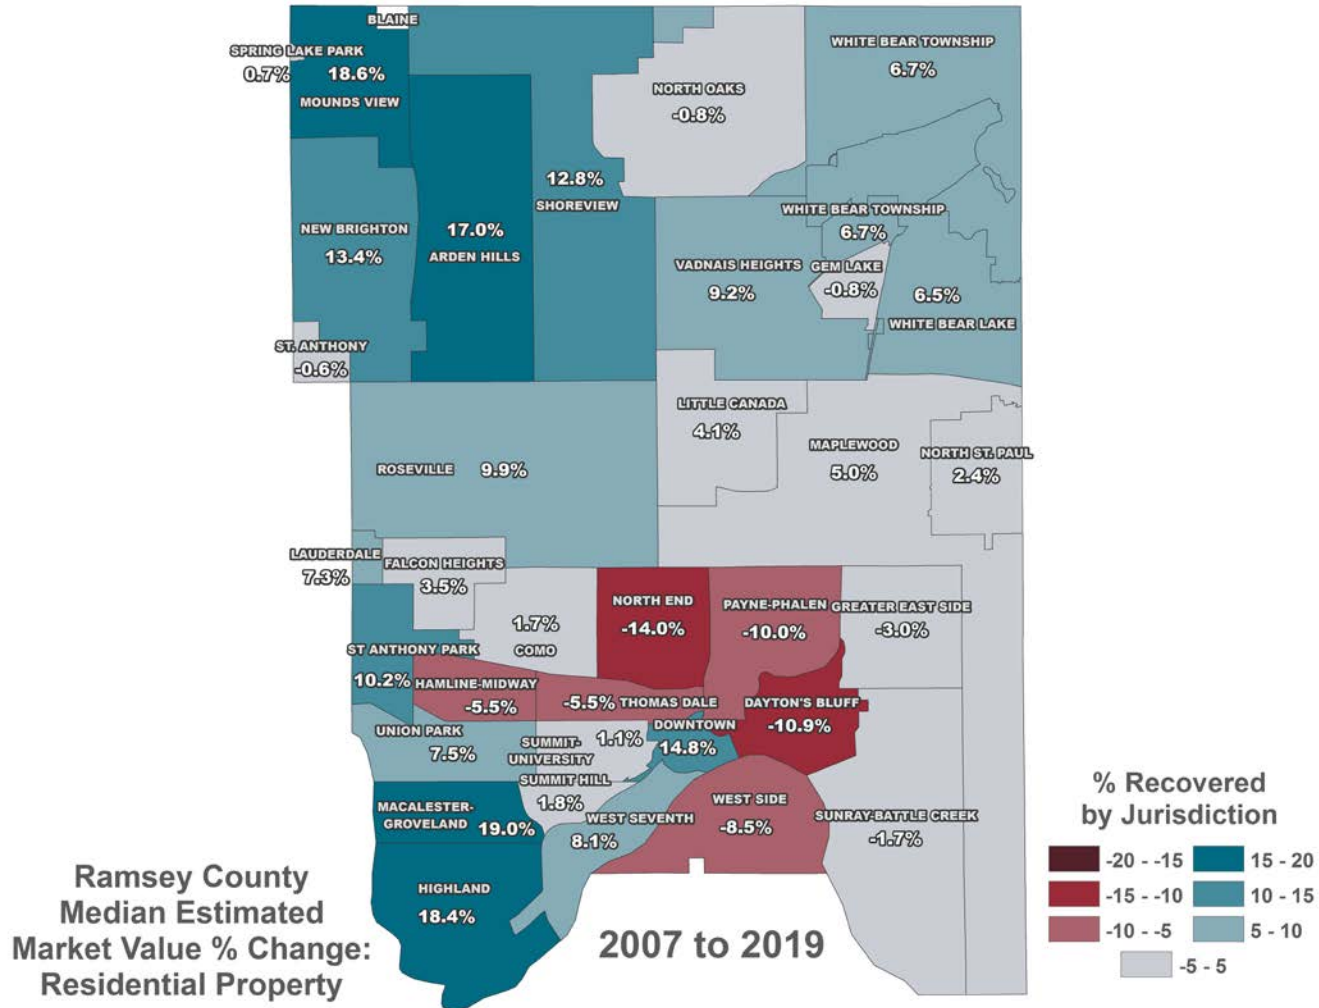 BLAINE
SPRING LAKE PARK
0.7%
18.6%
MOUNDS VIEW
WHITE BEAR TOWNSHIP
6.7%
NORTH OAKS
-0.8%
12.8%
SHOREVIEW
NEW BRIGHTON
13.4%
17.0%
ARDEN HILLS
WHITE BEAR TOWNSHIP
6.7%
VADNAIS HEIGHTS
9.2%
GEM LAKE
-0.8%
6.5%
WHITE BEAR LAKE
ST. ANTHONY
-0.6%
LITTLE CANADA
4.1%
MAPLEWOOD
5.0%
NORTH ST. PAUL
2.4%
ROSEVILLE 9.9%
LAUDERDALE
7.3%
FALCON HEIGHTS
3.5%
1.7%
COMO
NORTH END
-14.0%
PAYNE-PHALEN
-10.0%
GREATER EAST SIDE
-3.0%
ST ANTHONY PARK
10.2%
HAMLINE-MIDWAY
-5.5%
-5.5% THOMAS DALE
DAYTON'S BLUFF
-10.9%
DOWNTOWN
14.8%
UNION PARK
7.5%
1.1%
SUMMIT-
UNIVERSITY
SUMMIT HILL
1.8%
MACALESTER-
GROVELAND 19.0%
WEST SEVENTH
8.1%
WEST SIDE
-8.5%
SUNRAY-BATTLE CREEK
-1.7%
HIGHLAND
18.4%
% Recovered
by Jurisdiction
-20 - -15
15 - 20
-15 - -10
10 - 15
-10 - -5
5 - 10
-5 - 5
Ramsey County
Median Estimated
Market Value % Change:
Residential Property
2007 to 2019